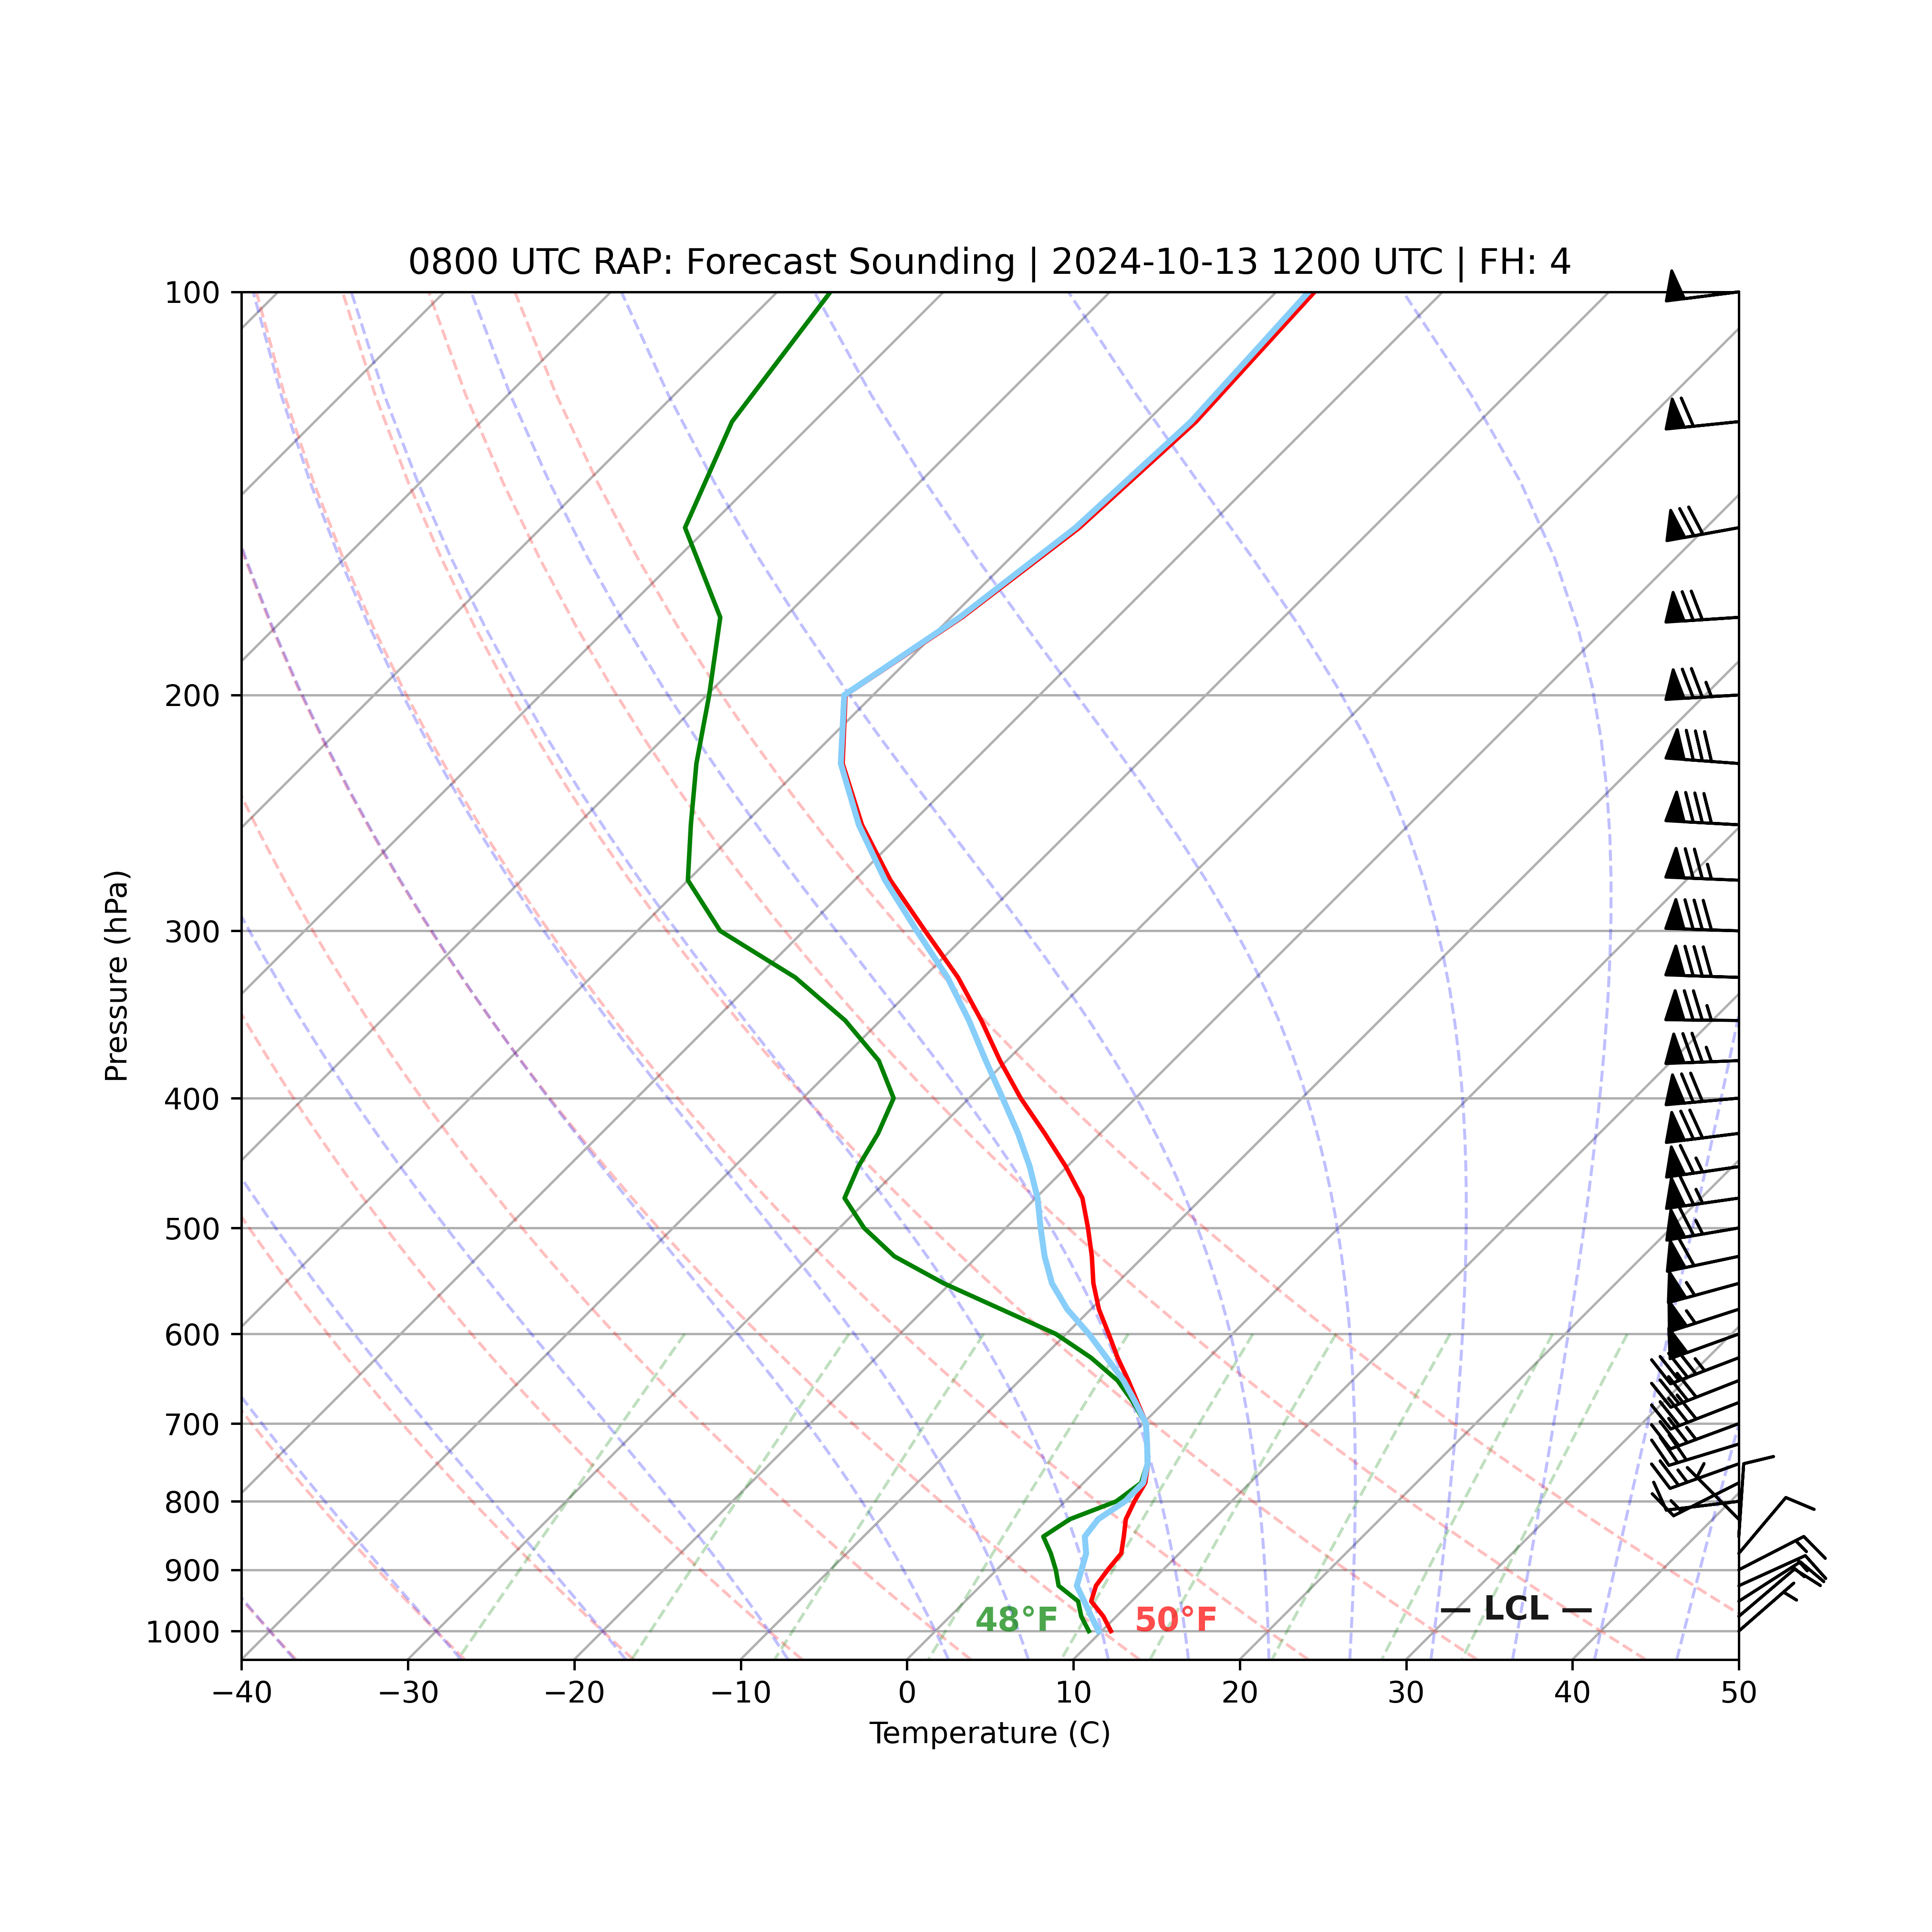 0800 UTC RAP: Forecast Sounding | 2024-10-13 1200 UTC | FH: 4
100
200
300
400
500
600
700
800
900
1000
Pressure (hPa)
48°F
50°F
— LCL —
−40 −30 −20 −10 0 10 20 30 40 50
Temperature (C)